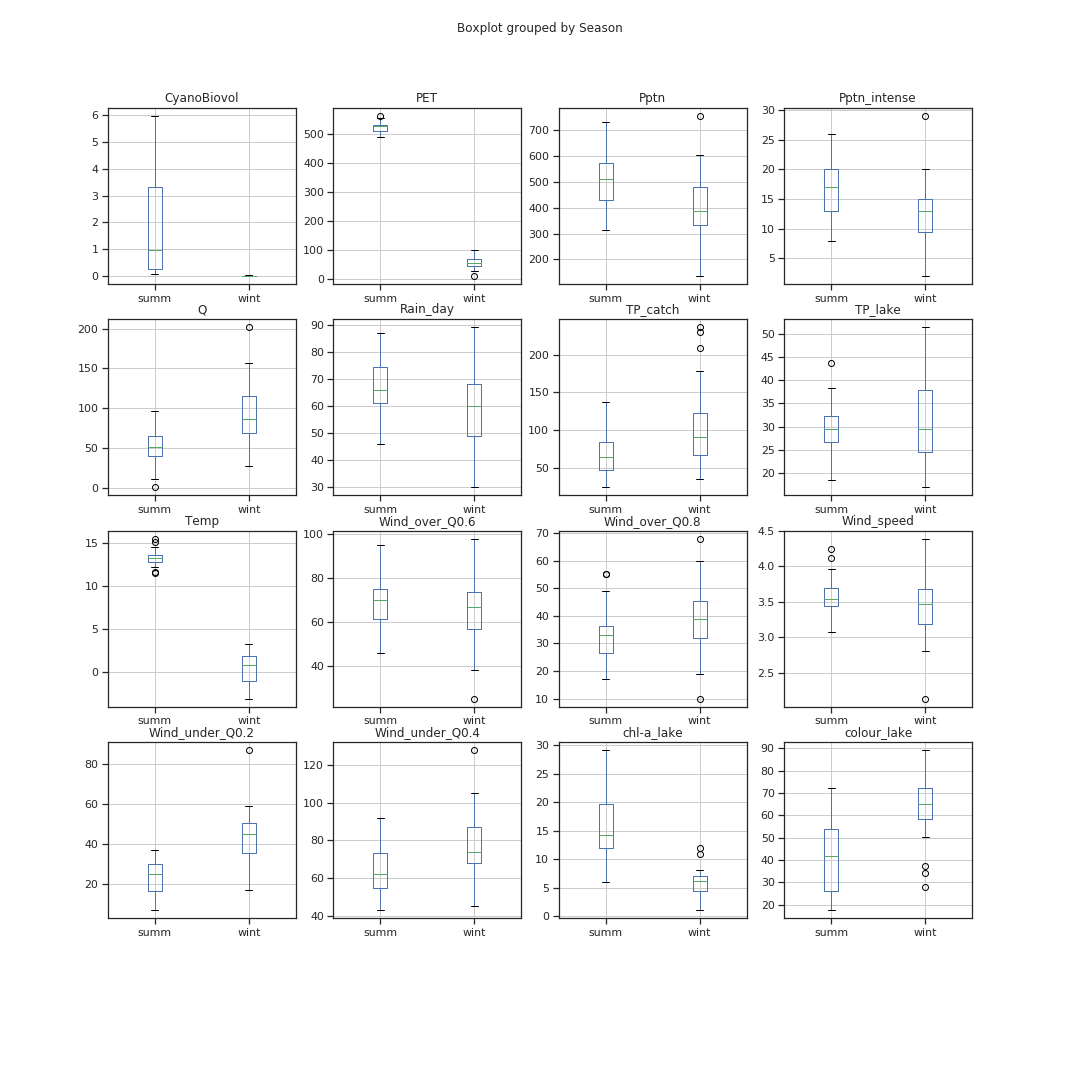 Boxplot grouped by Season
CyanoBiovol
6
5
4
3
2
1
0
summ wint
PET
500
400
300
200
100
0
summ wint
Pptn
700
600
500
400
300
200
summ wint
Pptn_intense
30
25
20
15
10
5
summ wint
Q
200
150
100
50
0
summ wint
Rain_day
90
80
70
60
50
40
30
summ wint
TP_catch
200
150
100
50
summ wint
TP_lake
50
45
40
35
30
25
20
summ wint
Temp
15
10
5
0
summ wint
Wind_over_Q0.6
100
80
60
40
summ wint
Wind_over_Q0.8
70
60
50
40
30
20
10
summ wint
Wind_speed
4.5
4.0
3.5
3.0
2.5
summ wint
Wind_under_Q0.2
80
60
40
20
summ wint
Wind_under_Q0.4
120
100
80
60
40
summ wint
chl-a_lake
30
25
20
15
10
5
0
summ wint
colour_lake
90
80
70
60
50
40
30
20
summ wint